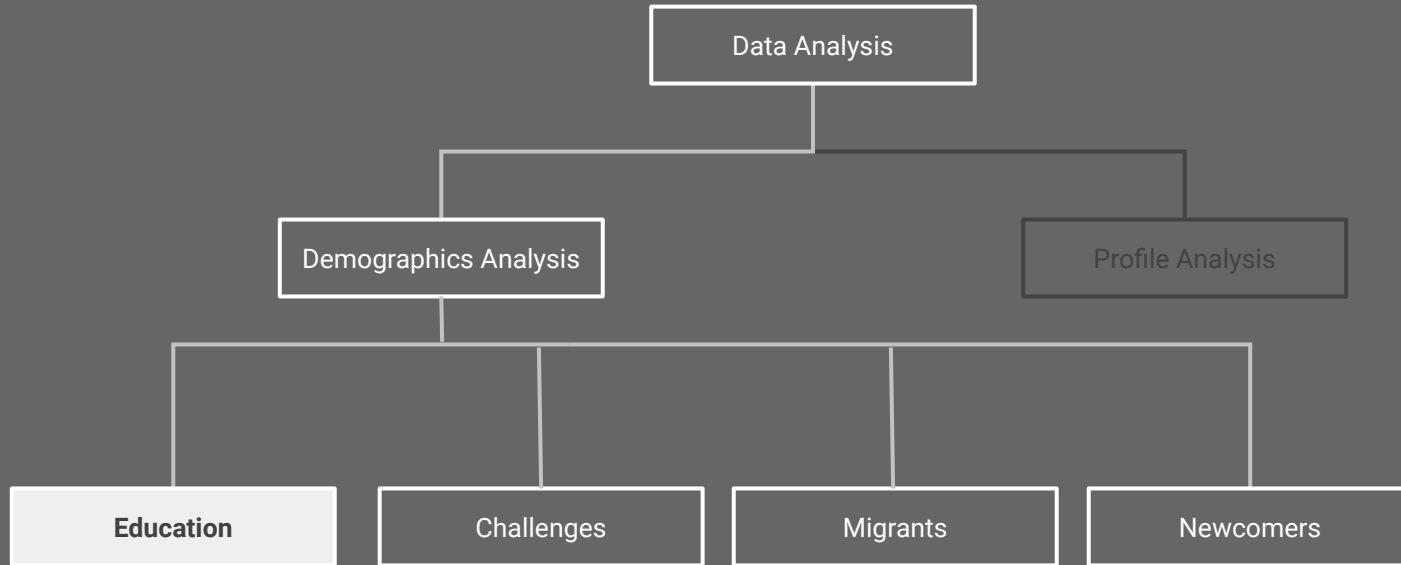 Data Analysis
Demographics Analysis
Profile Analysis
Education
Challenges
Migrants
Newcomers